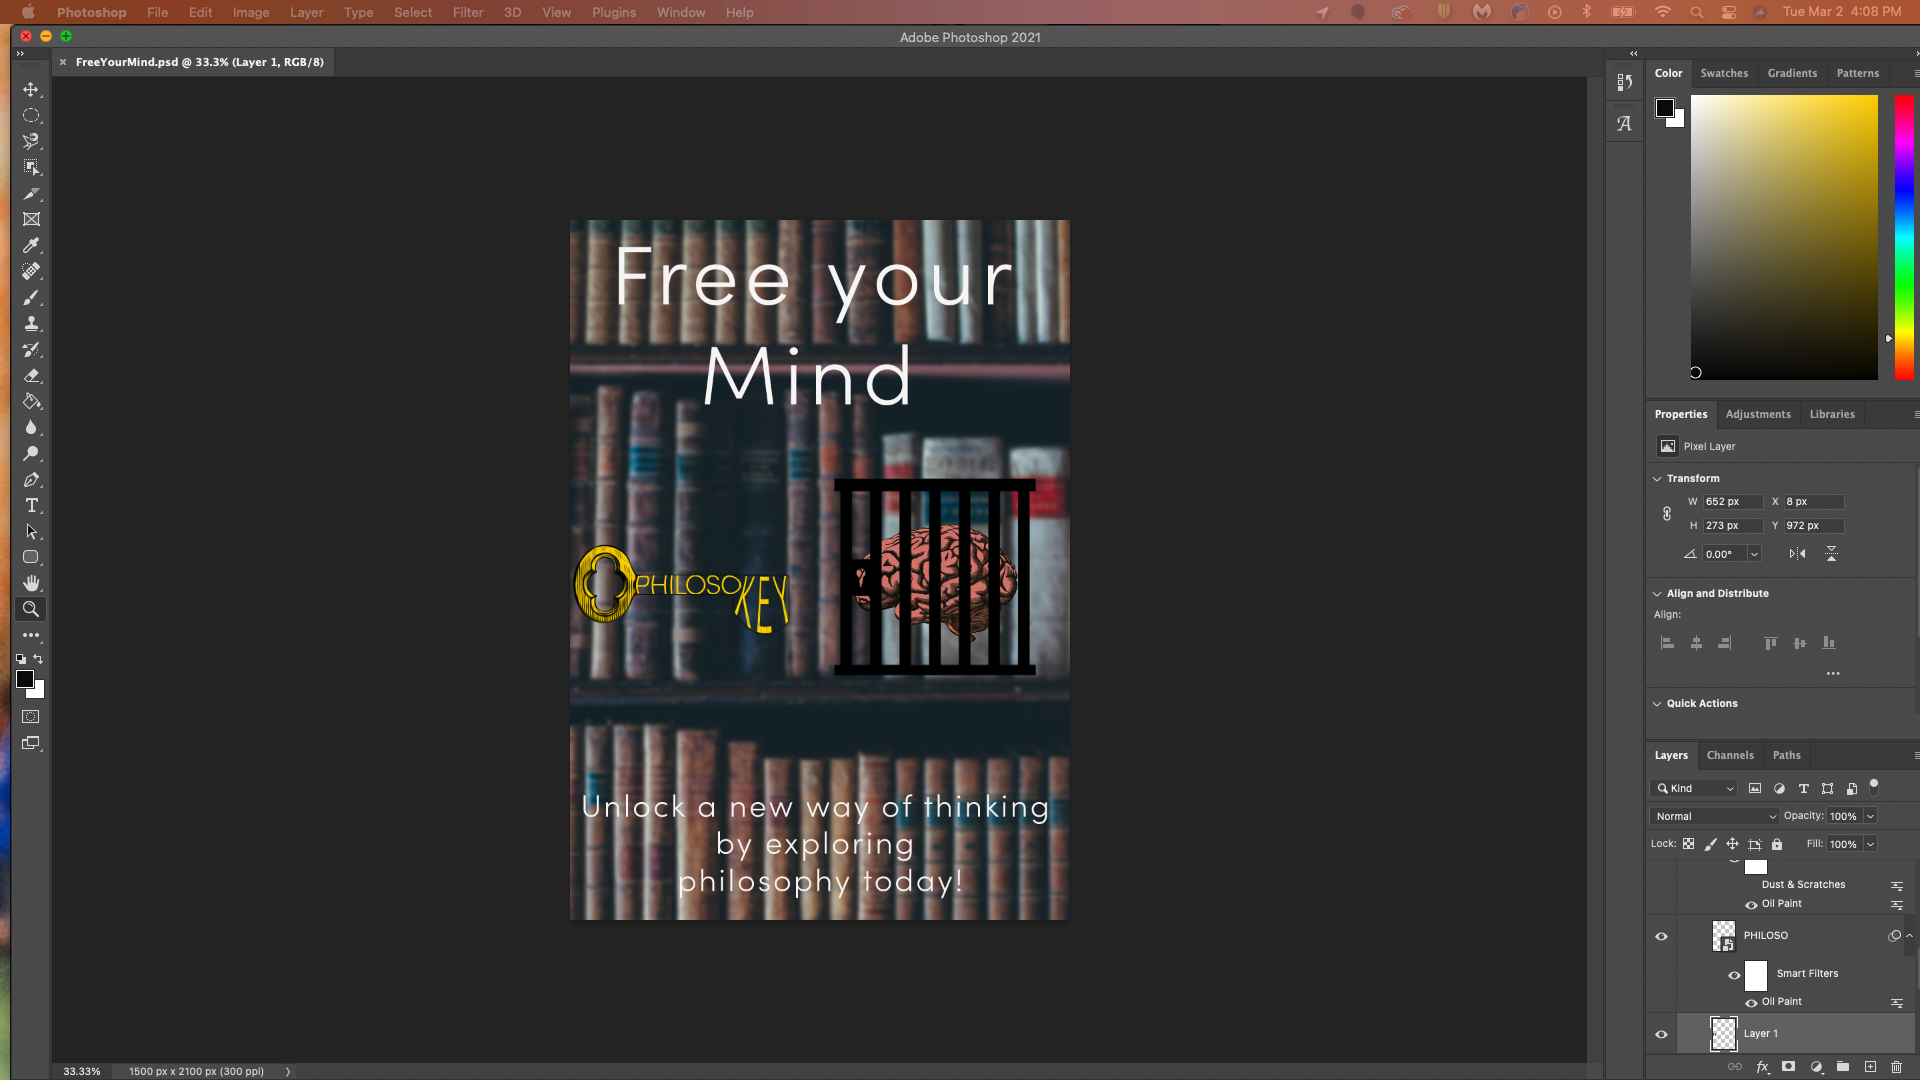 Photoshop File Edit Image Layer Type Select Filter 3D View Plugins Window Help Tue Mar 2 4:08 PM
Adobe Photoshop 2021
FreeYourMind.psd @ 33.3% (Layer 1, RGB/8)
Color Swatches Gradients Patterns
Free your
Mind
PHILOSOKEY
Unlock a new way of thinking
by exploring
philosophy today!
Properties Adjustments Libraries
Pixel Layer
Transform
W 652 px X 8 px
H 273 px Y 972 px
0.00°
Align and Distribute
Align:
Quick Actions
Layers Channels Paths
Kind
Normal Opacity: 100%
Lock: Fill: 100%
Dust & Scratches
Oil Paint
PHILOSO
Smart Filters
Oil Paint
Layer 1
33.33% 1500 px x 2100 px (300 ppi)